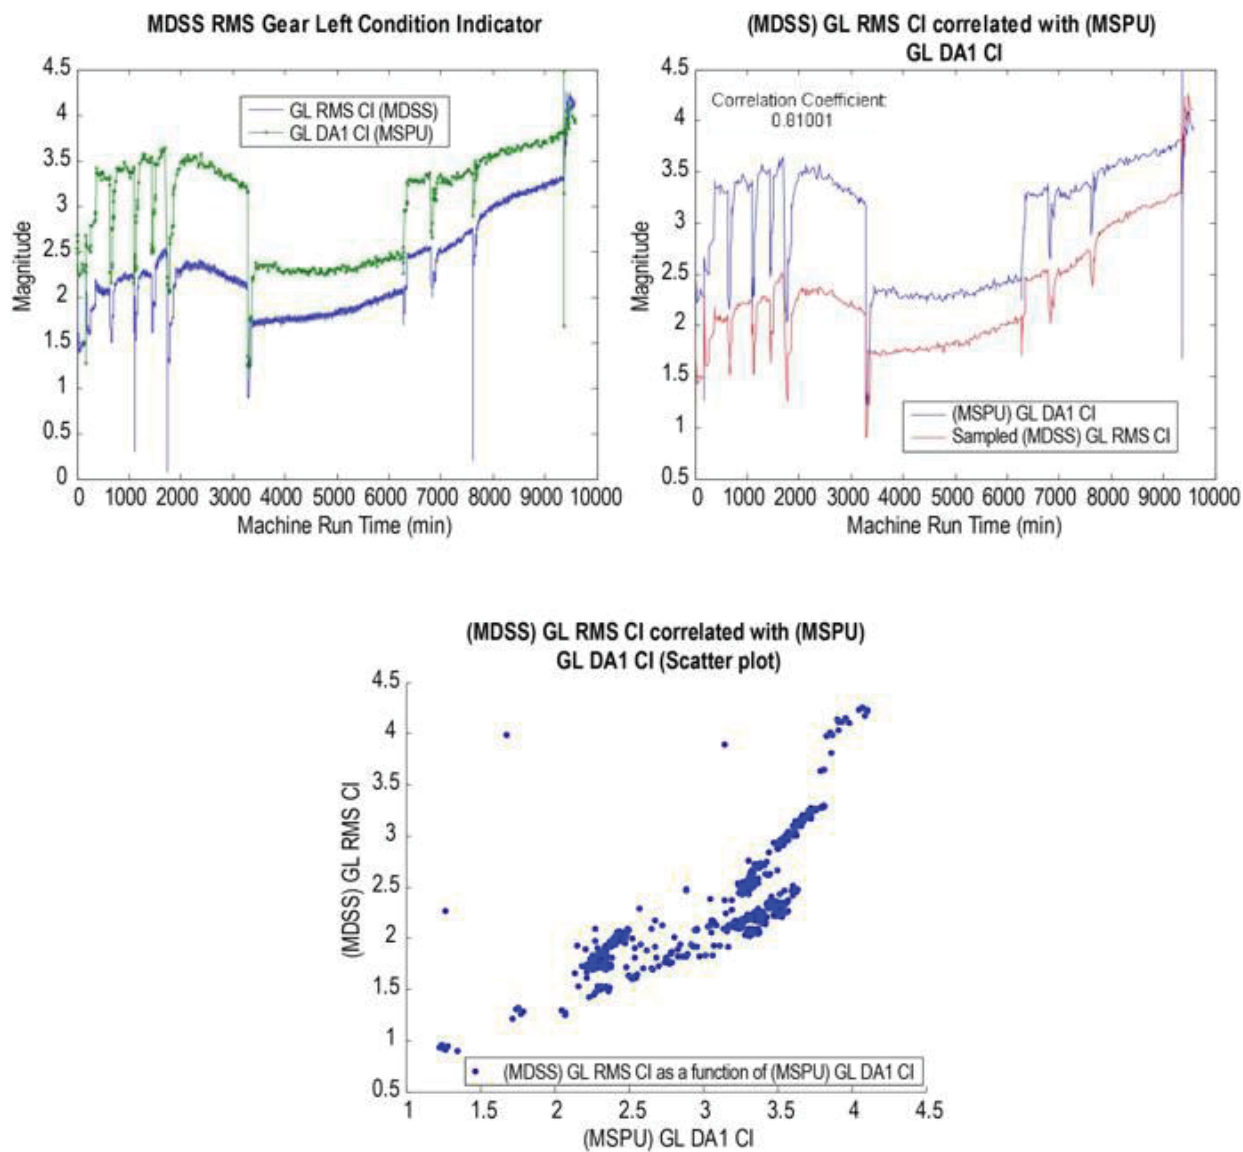 MDSS RMS Gear Left Condition Indicator
4.5
4
3.5
3
2.5
2
1.5
1
0.5
0
Magnitude
GL RMS CI (MDSS)
GL DA1 CI (MSPU)
0 1000 2000 3000 4000 5000 6000 7000 8000 9000 10000
Machine Run Time (min)
(MDSS) GL RMS CI correlated with (MSPU)
GL DA1 CI
4.5
4
3.5
3
2.5
2
1.5
1
0.5
Magnitude
Correlation Coefficient:
0.81001
(MSPU) GL DA1 CI
Sampled (MDSS) GL RMS CI
0 1000 2000 3000 4000 5000 6000 7000 8000 9000 10000
Machine Run Time (min)
(MDSS) GL RMS CI correlated with (MSPU)
GL DA1 CI (Scatter plot)
4.5
4
3.5
3
2.5
2
1.5
1
0.5
(MDSS) GL RMS CI
(MDSS) GL RMS CI as a function of (MSPU) GL DA1 CI
1 1.5 2 2.5 3 3.5 4 4.5
(MSPU) GL DA1 CI